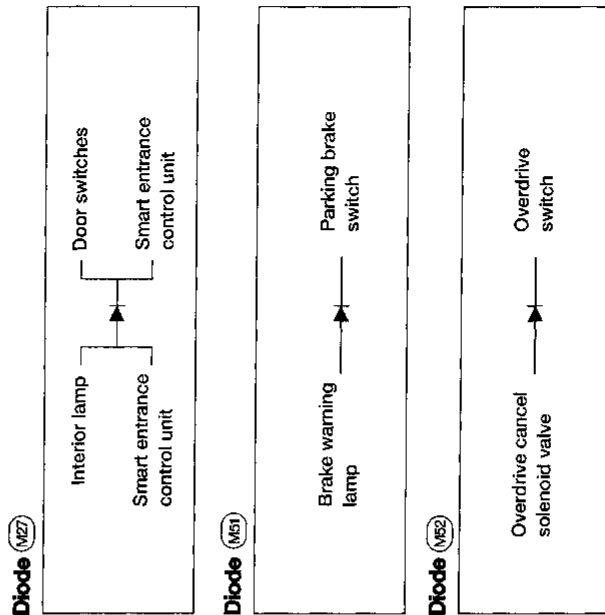 Diode M27
Interior lamp
Smart entrance
control unit
Door switches
Smart entrance
control unit
Diode M51
Brake warning
lamp
Parking brake
switch
Diode M52
Overdrive cancel
solenoid valve
Overdrive
switch